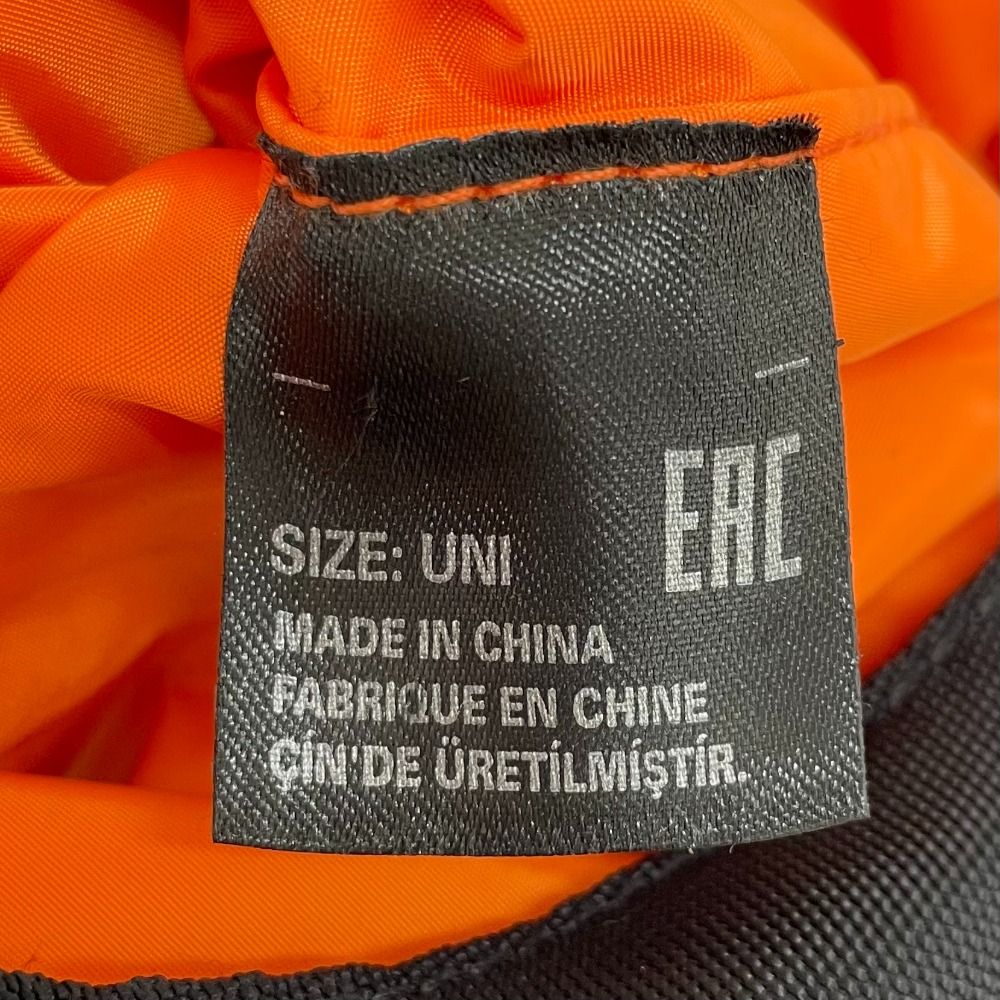 EAC
SIZE: UNI
MADE IN CHINA
FABRIQUE EN CHINE
ÇİN'DE ÜRETİLMİŞTİR.